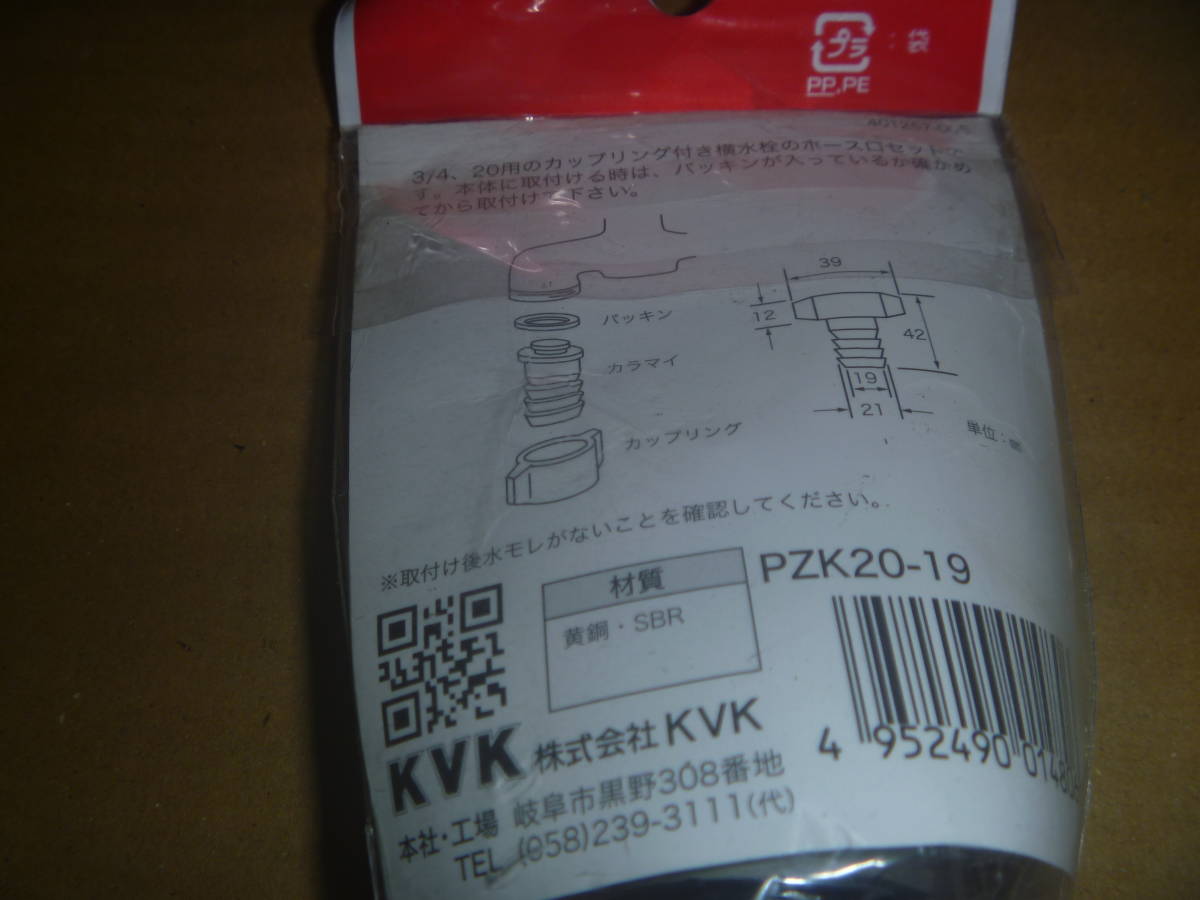 プラ
:袋
PP,PE
3/4、20用のカップリング付き横水栓のホース口セットで
す。本体に取付ける時は、パッキンが入っているか確かめ
てから取付けて下さい。
パッキン
カラマイ
カップリング
39
12
42
19
21
単位:㎜
※取付け後水モレがないことを確認してください。
材質
黄銅・SBR
PZK20-19
4 952490 0148
KVK 株式会社KVK
本社・工場 岐阜市黒野308番地
TEL (058)239-3111(代)